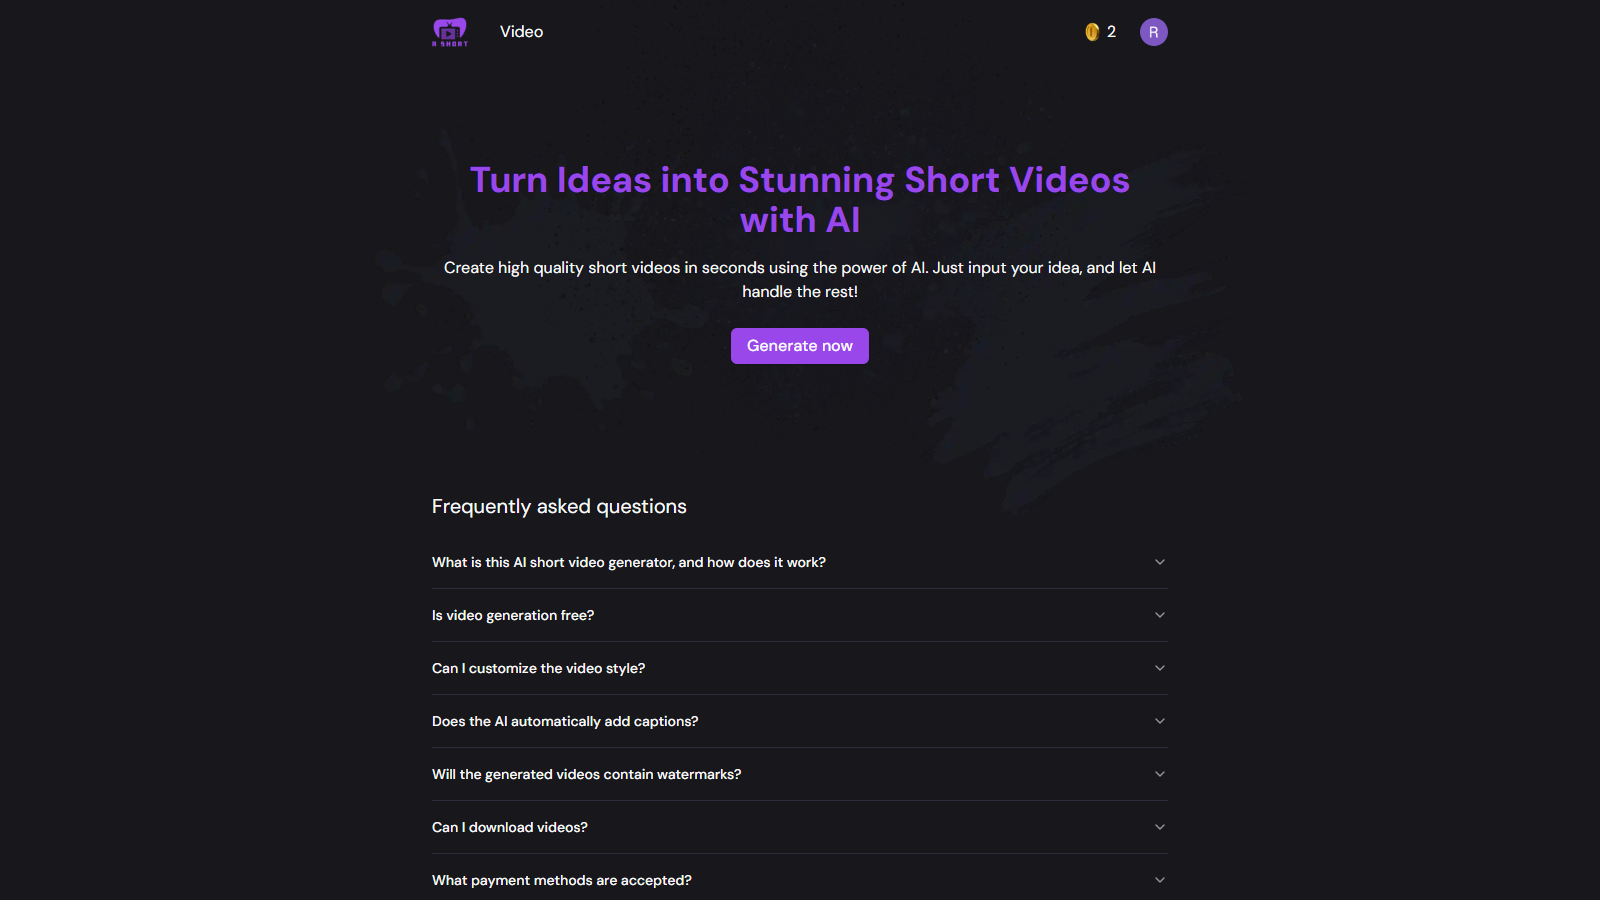 A SHORT
Video
2
R
Turn Ideas into Stunning Short Videos
with AI
Create high quality short videos in seconds using the power of AI. Just input your idea, and let AI
handle the rest!
Generate now
Frequently asked questions
What is this AI short video generator, and how does it work?
Is video generation free?
Can I customize the video style?
Does the AI automatically add captions?
Will the generated videos contain watermarks?
Can I download videos?
What payment methods are accepted?